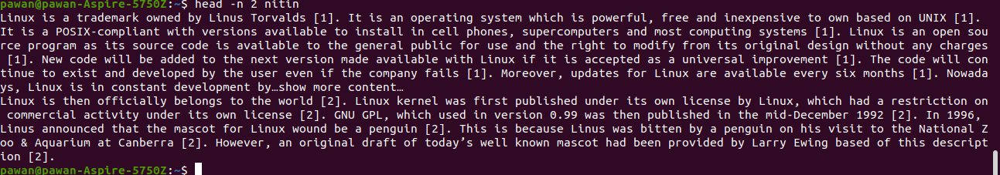 pawan@pawan-Aspire-5750Z:~$ head -n 2 nitin
Linux is a trademark owned by Linus Torvalds [1]. It is an operating system which is powerful, free and inexpensive to own based on UNIX [1].
It is a POSIX-compliant with versions available to install in cell phones, supercomputers and most computing systems [1]. Linux is an open sou
rce program as its source code is available to the general public for use and the right to modify from its original design without any charges
 [1]. New code will be added to the next version made available with Linux if it is accepted as a universal improvement [1]. The code will con
tinue to exist and developed by the user even if the company fails [1]. Moreover, updates for Linux are available every six months [1]. Nowada
ys, Linux is in constant development by…show more content…
Linux is then officially belongs to the world [2]. Linux kernel was first published under its own license by Linux, which had a restriction on
 commercial activity under its own license [2]. GNU GPL, which used in version 0.99 was then published in the mid-December 1992 [2]. In 1996,
Linus announced that the mascot for Linux wound be a penguin [2]. This is because Linus was bitten by a penguin on his visit to the National Z
oo & Aquarium at Canberra [2]. However, an original draft of today’s well known mascot had been provided by Larry Ewing based of this descript
ion [2].
pawan@pawan-Aspire-5750Z:~$